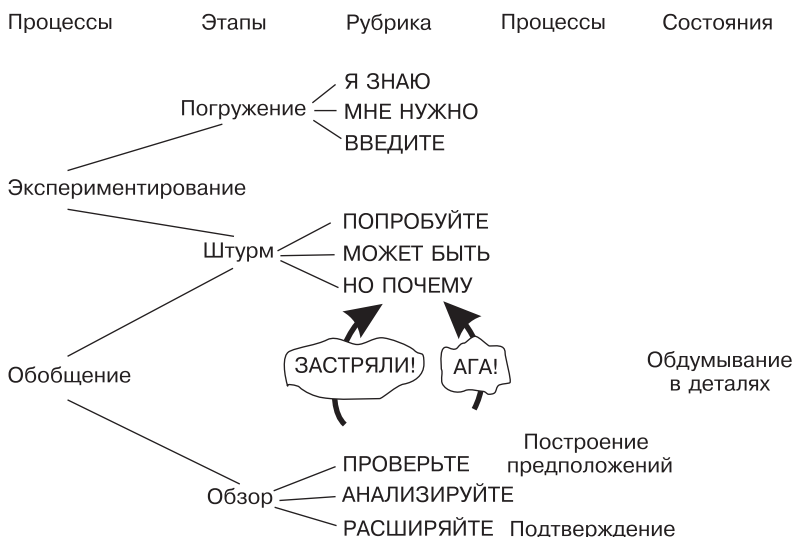 Процессы Этапы Рубрика Процессы Состояния
Я ЗНАЮ
Погружение МНЕ НУЖНО
ВВЕДИТЕ
Экспериментирование
ПОПРОБУЙТЕ
Штурм МОЖЕТ БЫТЬ
НО ПОЧЕМУ
ЗАСТРЯЛИ! АГА!
Обобщение
Обдумывание
в деталях
Построение
предположений
ПРОВЕРЬТЕ
Обзор АНАЛИЗИРУЙТЕ
РАСШИРЯЙТЕ Подтверждение